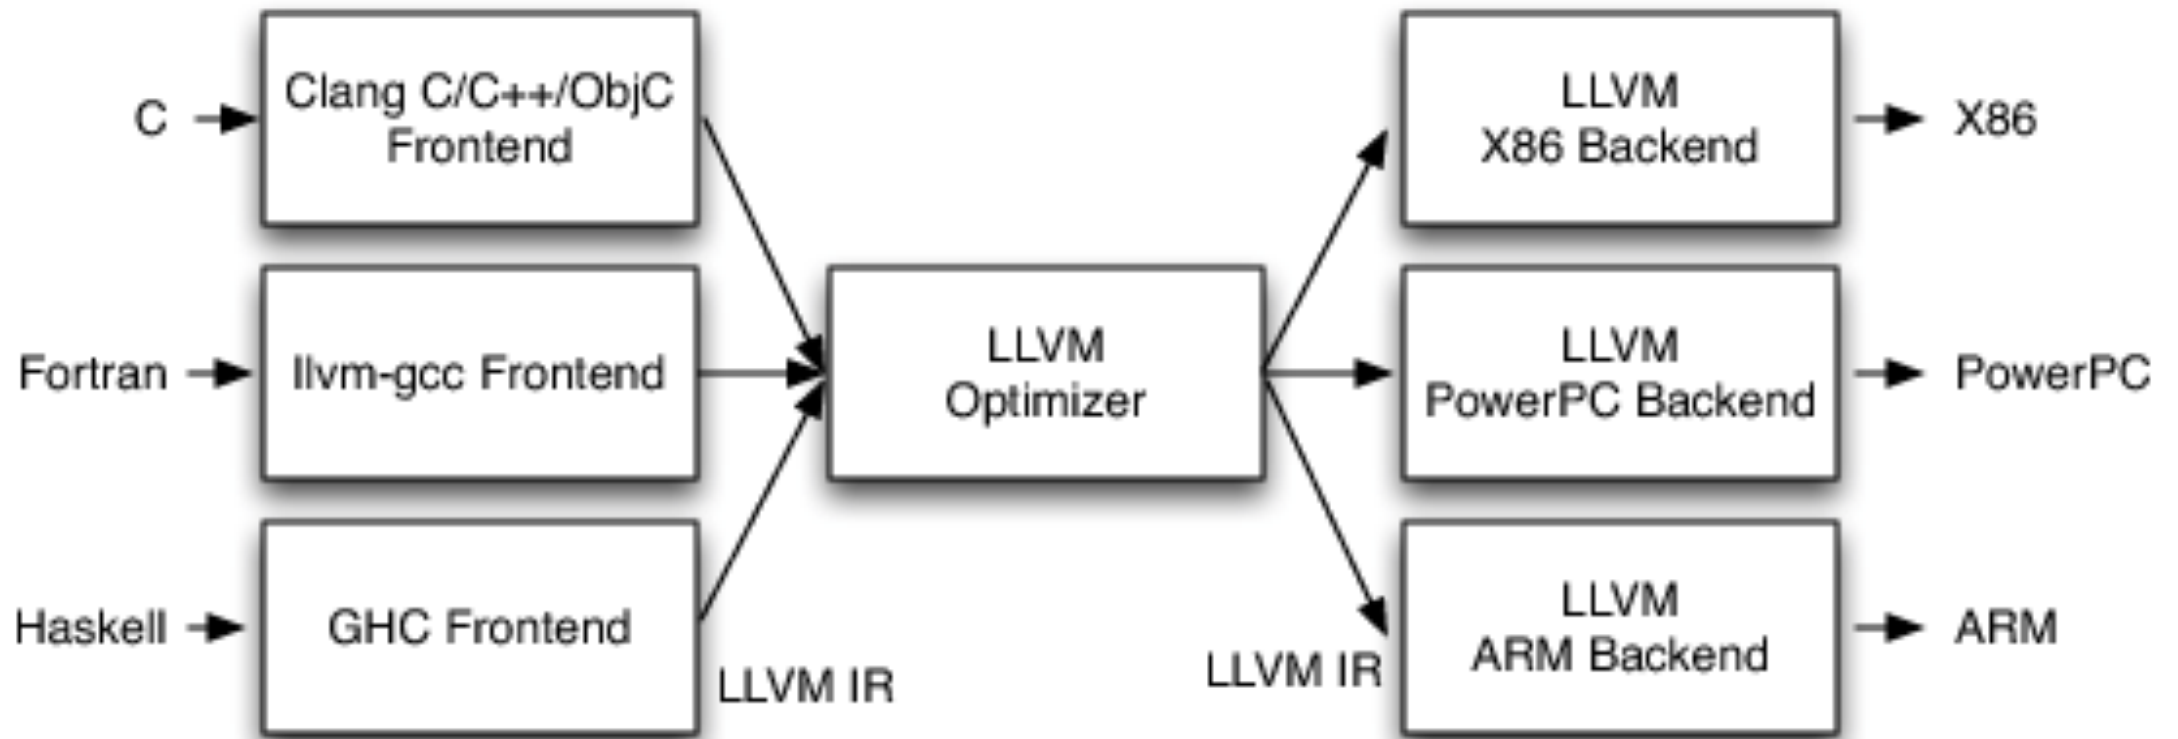 C
Clang C/C++/ObjC
Frontend
LLVM
X86 Backend
X86
Fortran
llvm-gcc Frontend
LLVM
Optimizer
LLVM
PowerPC Backend
PowerPC
Haskell
GHC Frontend
LLVM IR
LLVM IR
LLVM
ARM Backend
ARM